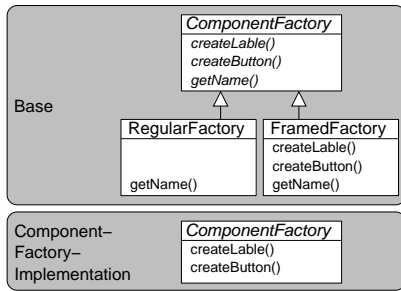 ComponentFactory
createLable()
createButton()
getName()
Base
RegularFactory
getName()
FramedFactory
createLable()
createButton()
getName()
Component–
Factory–
Implementation
ComponentFactory
createLable()
createButton()